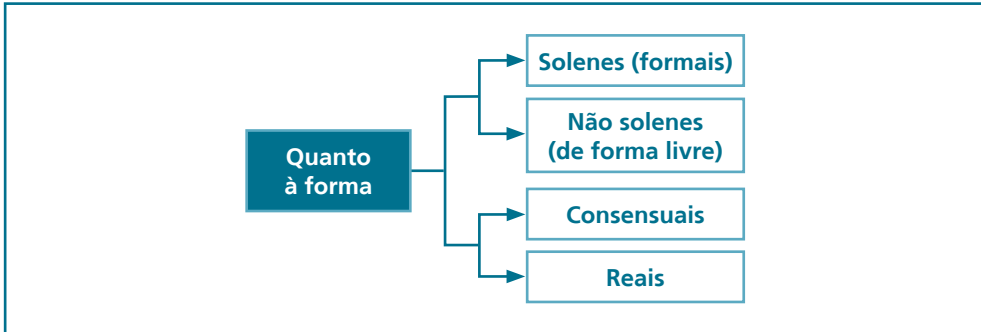 Quanto
à forma
Solenes (formais)
Não solenes
(de forma livre)
Consensuais
Reais